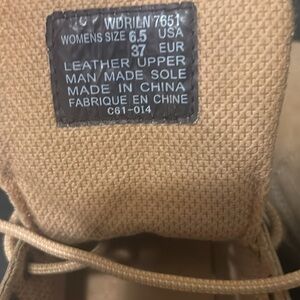 WDRILN 7651
WOMENS SIZE 6.5 USA
37 EUR
LEATHER UPPER
MAN MADE SOLE
MADE IN CHINA
FABRIQUE EN CHINE
C61-014